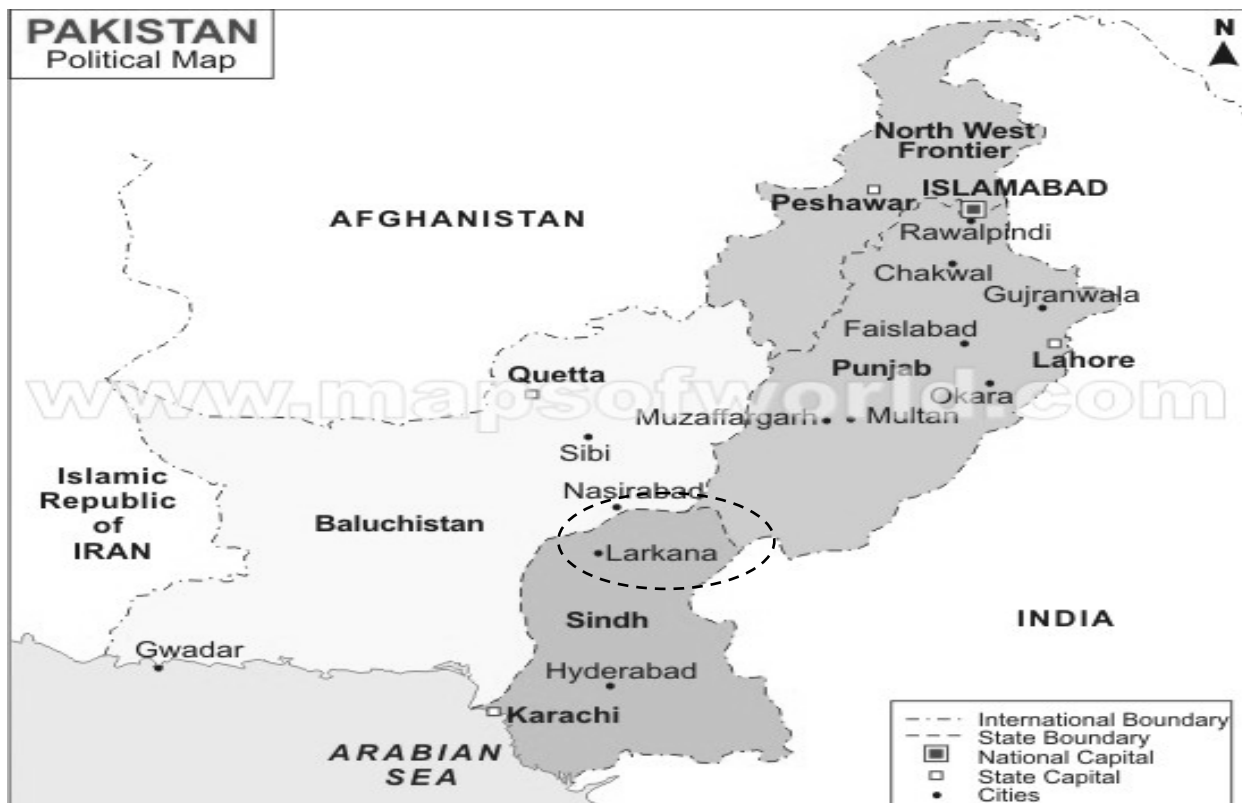 PAKISTAN
Political Map
N
North West
Frontier
ISLAMABAD
Peshawar
AFGHANISTAN
Rawalpindi
Chakwal
Gujranwala
Faislabad
Lahore
Punjab
Quetta
www.mapsofworld.com
Okara
Muzaffargarh
Multan
Sibi
Islamic
Republic
of
IRAN
Nasirabad
Baluchistan
Larkana
Sindh
INDIA
Gwadar
Hyderabad
Karachi
ARABIAN
SEA
International Boundary
State Boundary
National Capital
State Capital
Cities